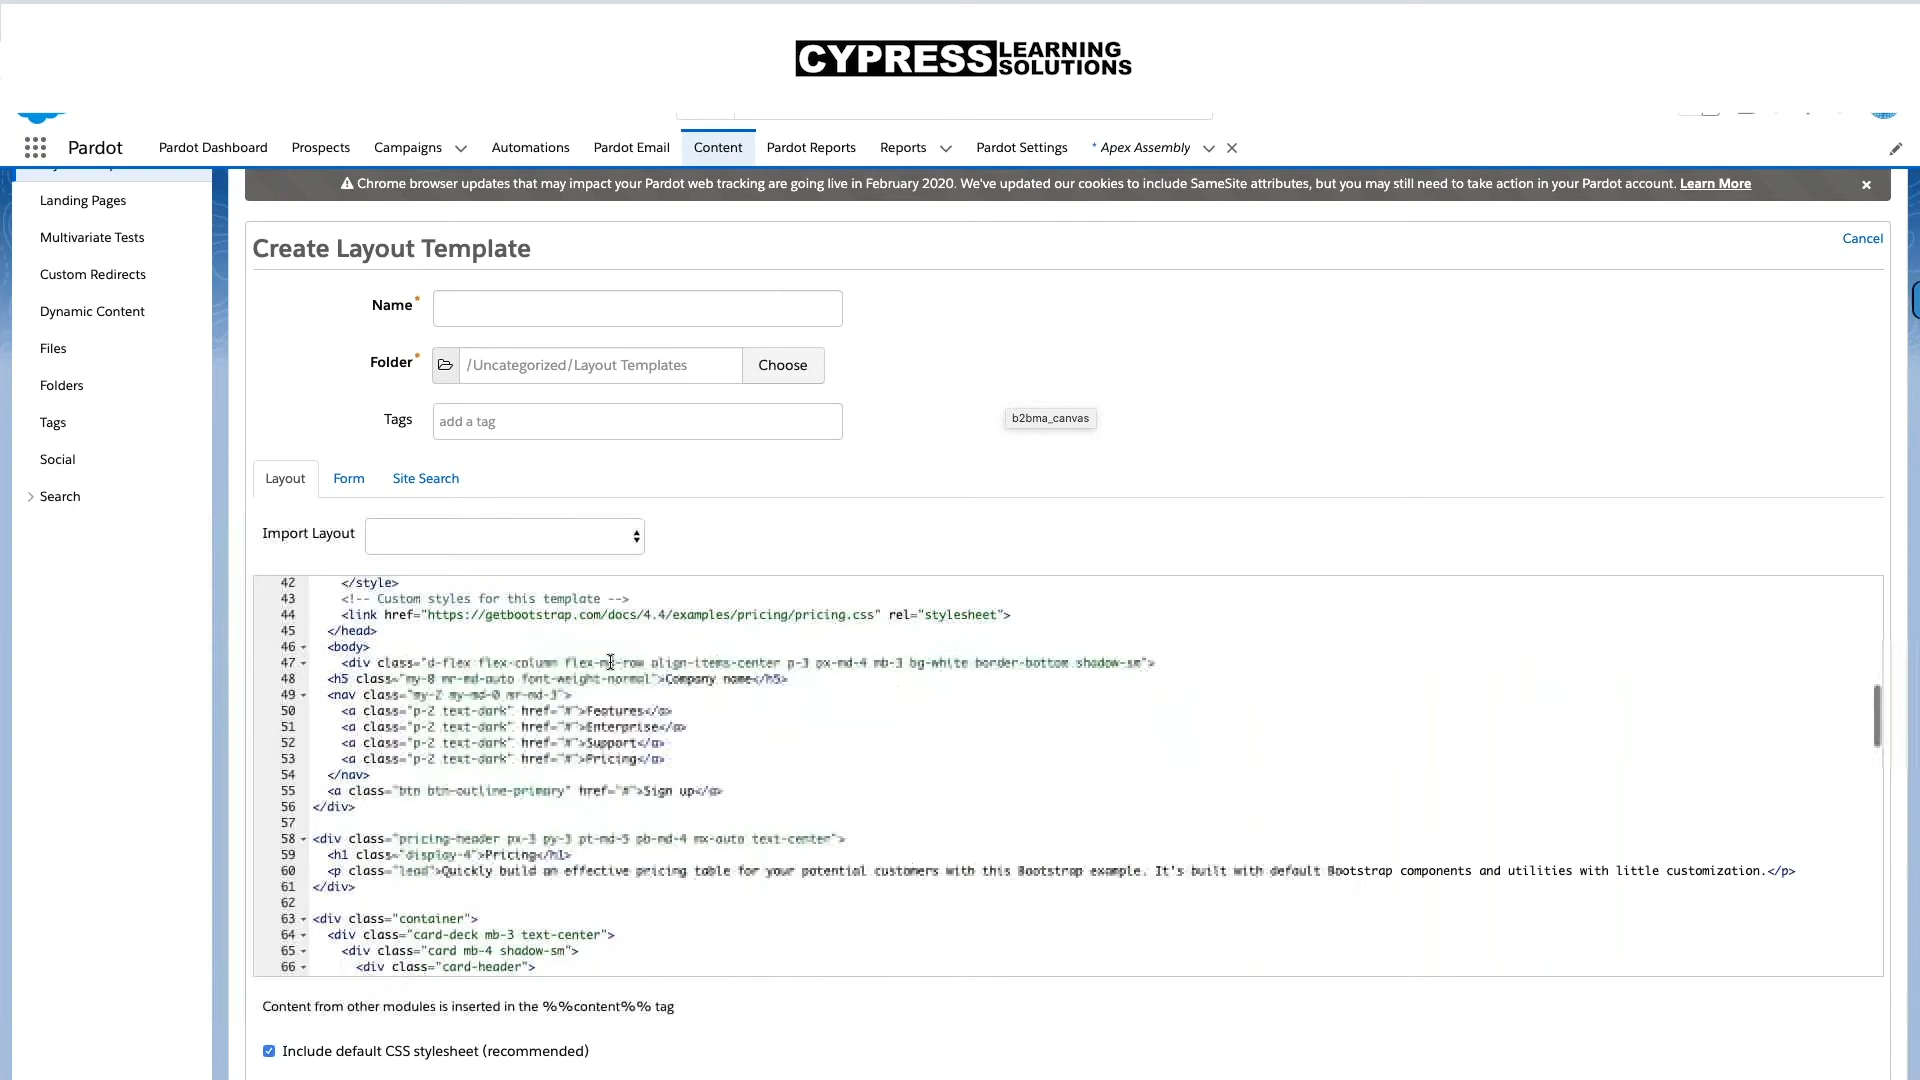 CYPRESS LEARNING SOLUTIONS
Pardot
Pardot Dashboard
Prospects
Campaigns
Automations
Pardot Email
Content
Pardot Reports
Reports
Pardot Settings
* Apex Assembly
Chrome browser updates that may impact your Pardot web tracking are going live in February 2020. We've updated our cookies to include SameSite attributes, but you may still need to take action in your Pardot account. Learn More
Landing Pages
Multivariate Tests
Custom Redirects
Dynamic Content
Files
Folders
Tags
Social
Search
Create Layout Template
Cancel
Name*
Folder*
/Uncategorized/Layout Templates
Choose
Tags
add a tag
b2bma_canvas
Layout
Form
Site Search
Import Layout
42 </style>
43 <!-- Custom styles for this template -->
44 <link href="https://getbootstrap.com/docs/4.4/examples/pricing/pricing.css" rel="stylesheet">
45 </head>
46 <body>
47 <div class="d-flex flex-column flex-md-row align-items-center p-3 px-md-4 mb-3 bg-white border-bottom shadow-sm">
48 <h5 class="my-0 mr-md-auto font-weight-normal">Company name</h5>
49 <nav class="my-2 my-md-0 mr-md-3">
50 <a class="p-2 text-dark" href="#">Features</a>
51 <a class="p-2 text-dark" href="#">Enterprise</a>
52 <a class="p-2 text-dark" href="#">Support</a>
53 <a class="p-2 text-dark" href="#">Pricing</a>
54 </nav>
55 <a class="btn btn-outline-primary" href="#">Sign up</a>
56 </div>
57
58 <div class="pricing-header px-3 py-3 pt-md-5 pb-md-4 mx-auto text-center">
59 <h1 class="display-4">Pricing</h1>
60 <p class="lead">Quickly build an effective pricing table for your potential customers with this Bootstrap example. It's built with default Bootstrap components and utilities with little customization.</p>
61 </div>
62
63 <div class="container">
64 <div class="card-deck mb-3 text-center">
65 <div class="card mb-4 shadow-sm">
66 <div class="card-header">
Content from other modules is inserted in the %%content%% tag
Include default CSS stylesheet (recommended)